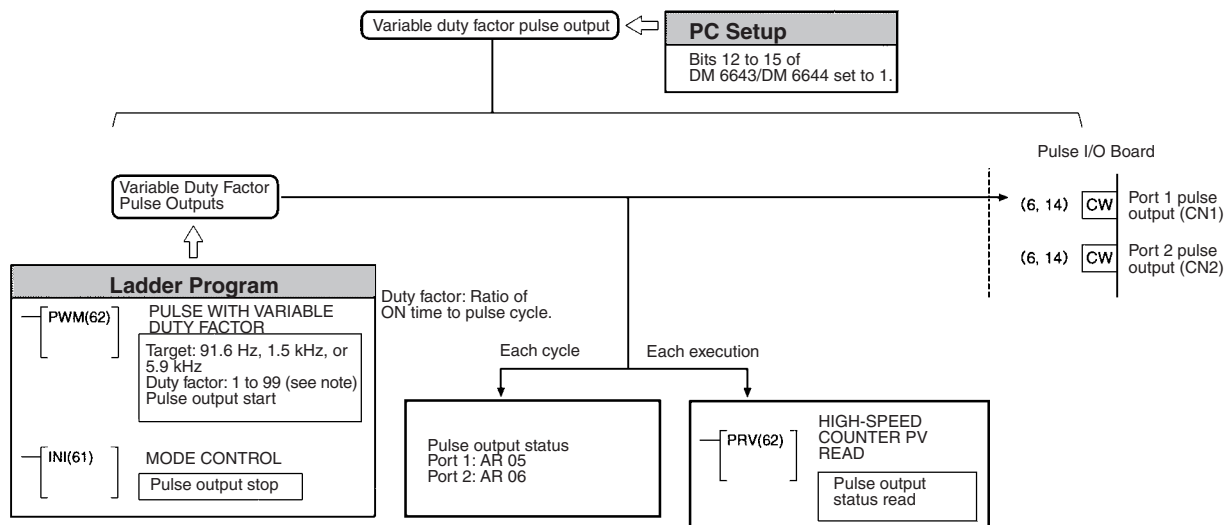 Variable duty factor pulse output
PC Setup
Bits 12 to 15 of
DM 6643/DM 6644 set to 1.
Pulse I/O Board
Variable Duty Factor
Pulse Outputs
(6, 14) CW Port 1 pulse
output (CN1)
(6, 14) CW Port 2 pulse
output (CN2)
Ladder Program
PWM(62)
PULSE WITH VARIABLE
DUTY FACTOR
Target: 91.6 Hz, 1.5 kHz, or
5.9 kHz
Duty factor: 1 to 99 (see note)
Pulse output start
INI(61)
MODE CONTROL
Pulse output stop
Duty factor: Ratio of
ON time to pulse cycle.
Each cycle
Each execution
Pulse output status
Port 1: AR 05
Port 2: AR 06
PRV(62)
HIGH-SPEED
COUNTER PV
READ
Pulse output
status read